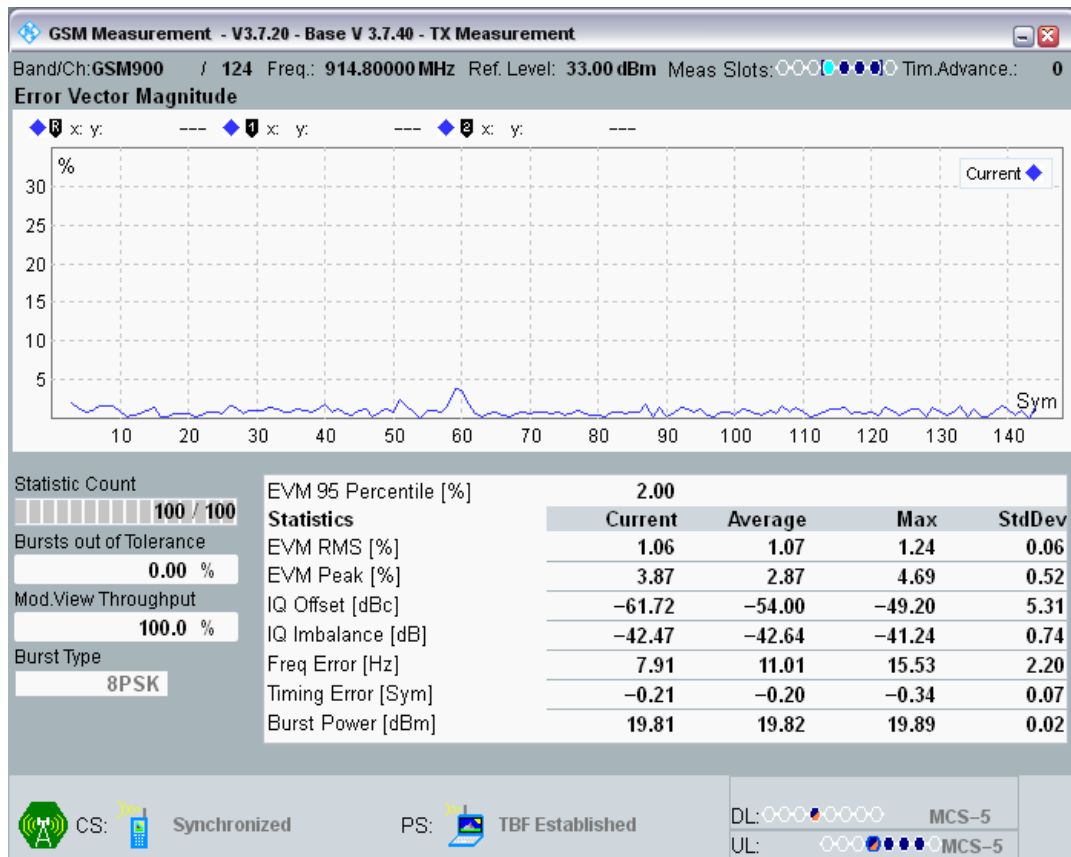 GSM Measurement - V3.7.20 - Base V 3.7.40 - TX Measurement
Band/Ch:GSM900 / 124 Freq.: 914.80000 MHz Ref. Level: 33.00 dBm Meas Slots: Tim.Advance.: 0
Error Vector Magnitude
R x: y: --- 1 x: y: --- 2 x: y: ---
%
Current
30
25
20
15
10
5
Sym
10 20 30 40 50 60 70 80 90 100 110 120 130 140
Statistic Count
100 / 100
Bursts out of Tolerance
0.00 %
Mod.View Throughput
100.0 %
Burst Type
8PSK
EVM 95 Percentile [%] 2.00
Statistics Current Average Max StdDev
EVM RMS [%] 1.06 1.07 1.24 0.06
EVM Peak [%] 3.87 2.87 4.69 0.52
IQ Offset [dBc] −61.72 −54.00 −49.20 5.31
IQ Imbalance [dB] −42.47 −42.64 −41.24 0.74
Freq Error [Hz] 7.91 11.01 15.53 2.20
Timing Error [Sym] −0.21 −0.20 −0.34 0.07
Burst Power [dBm] 19.81 19.82 19.89 0.02
CS: Synchronized PS: TBF Established
DL: MCS−5
UL: MCS−5